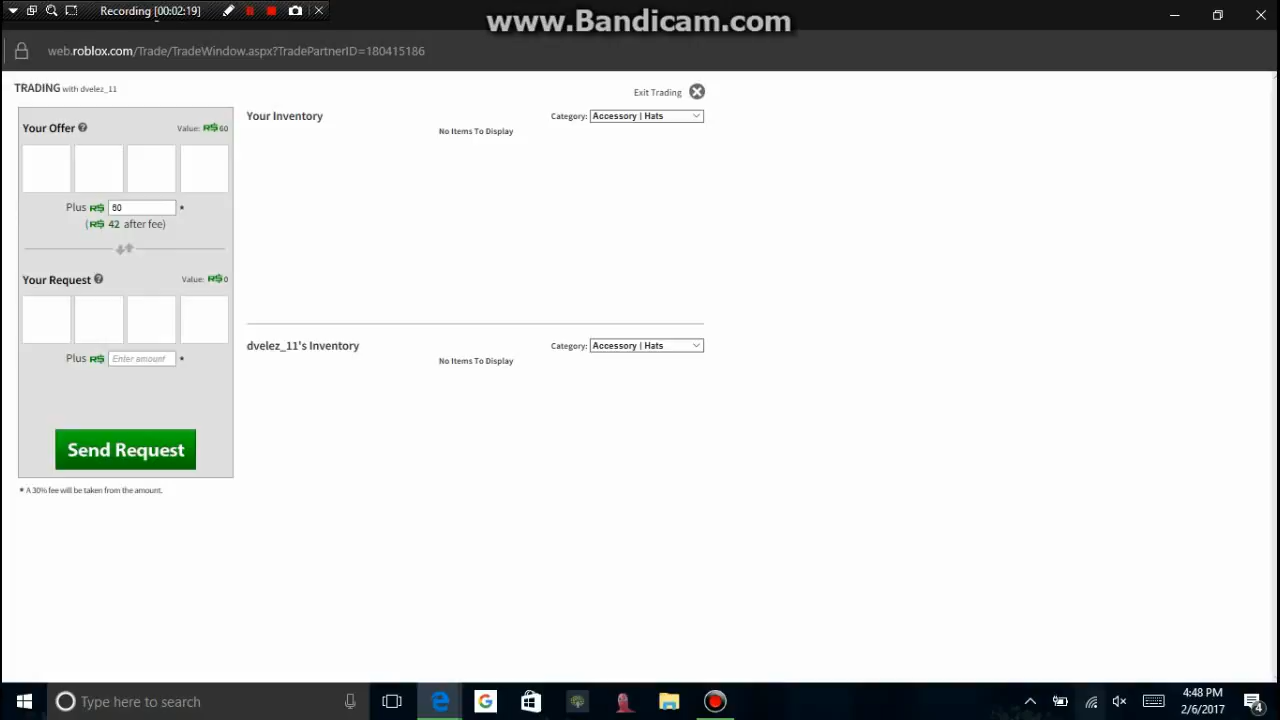 Recording [00:02:19]
www.Bandicam.com
web.roblox.com/Trade/TradeWindow.aspx?TradePartnerID=180415186
TRADING with dvelez_11
Exit Trading
Your Offer
Value: R$ 60
Plus R$ 60 *
(R$ 42 after fee)
Your Request
Value: R$ 0
Plus R$ Enter amount *
Send Request
* A 30% fee will be taken from the amount.
Your Inventory
Category: Accessory | Hats
No Items To Display
dvelez_11's Inventory
Category: Accessory | Hats
No Items To Display
Type here to search
4:48 PM
2/6/2017
4